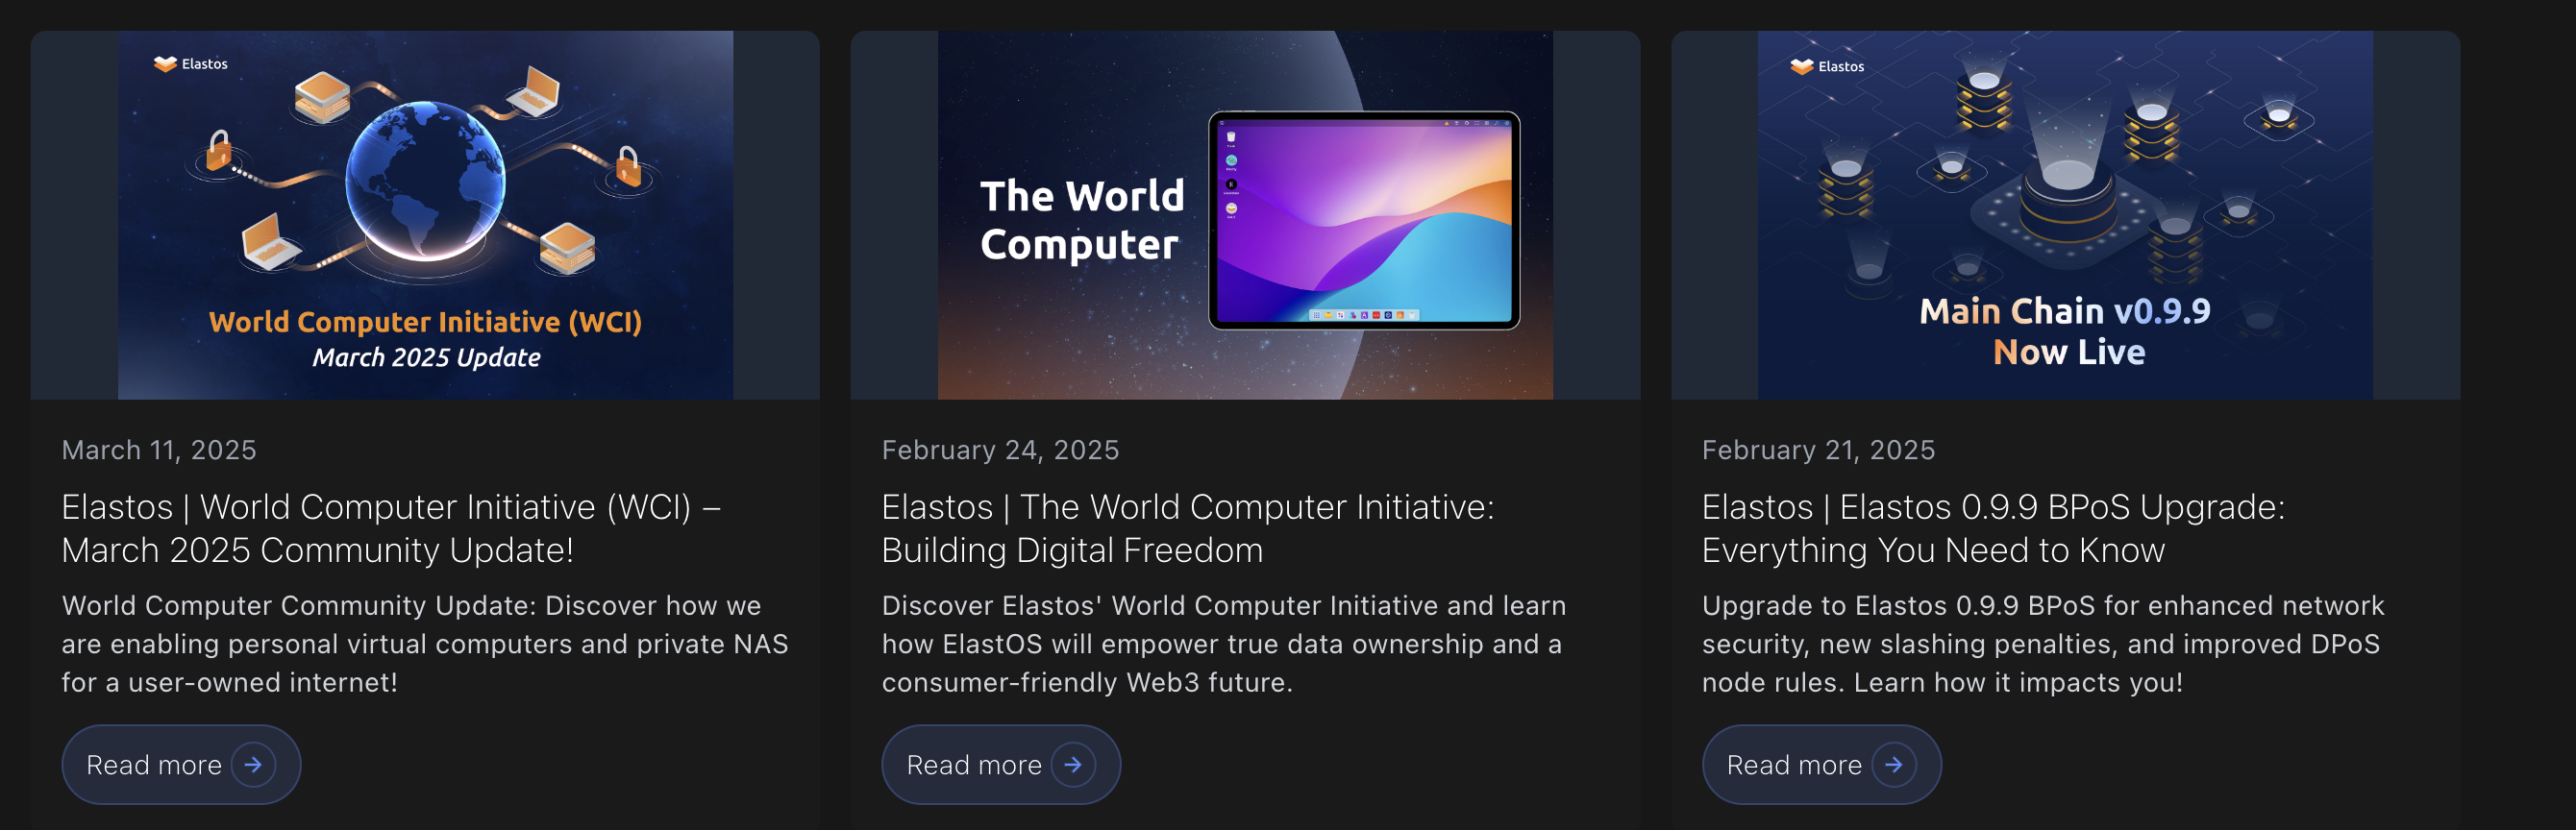 Elastos
World Computer Initiative (WCI)
March 2025 Update
March 11, 2025
Elastos | World Computer Initiative (WCI) –
March 2025 Community Update!
World Computer Community Update: Discover how we
are enabling personal virtual computers and private NAS
for a user-owned internet!
Read more
The World
Computer
February 24, 2025
Elastos | The World Computer Initiative:
Building Digital Freedom
Discover Elastos' World Computer Initiative and learn
how ElastOS will empower true data ownership and a
consumer-friendly Web3 future.
Read more
Elastos
Main Chain v0.9.9
Now Live
February 21, 2025
Elastos | Elastos 0.9.9 BPoS Upgrade:
Everything You Need to Know
Upgrade to Elastos 0.9.9 BPoS for enhanced network
security, new slashing penalties, and improved DPoS
node rules. Learn how it impacts you!
Read more